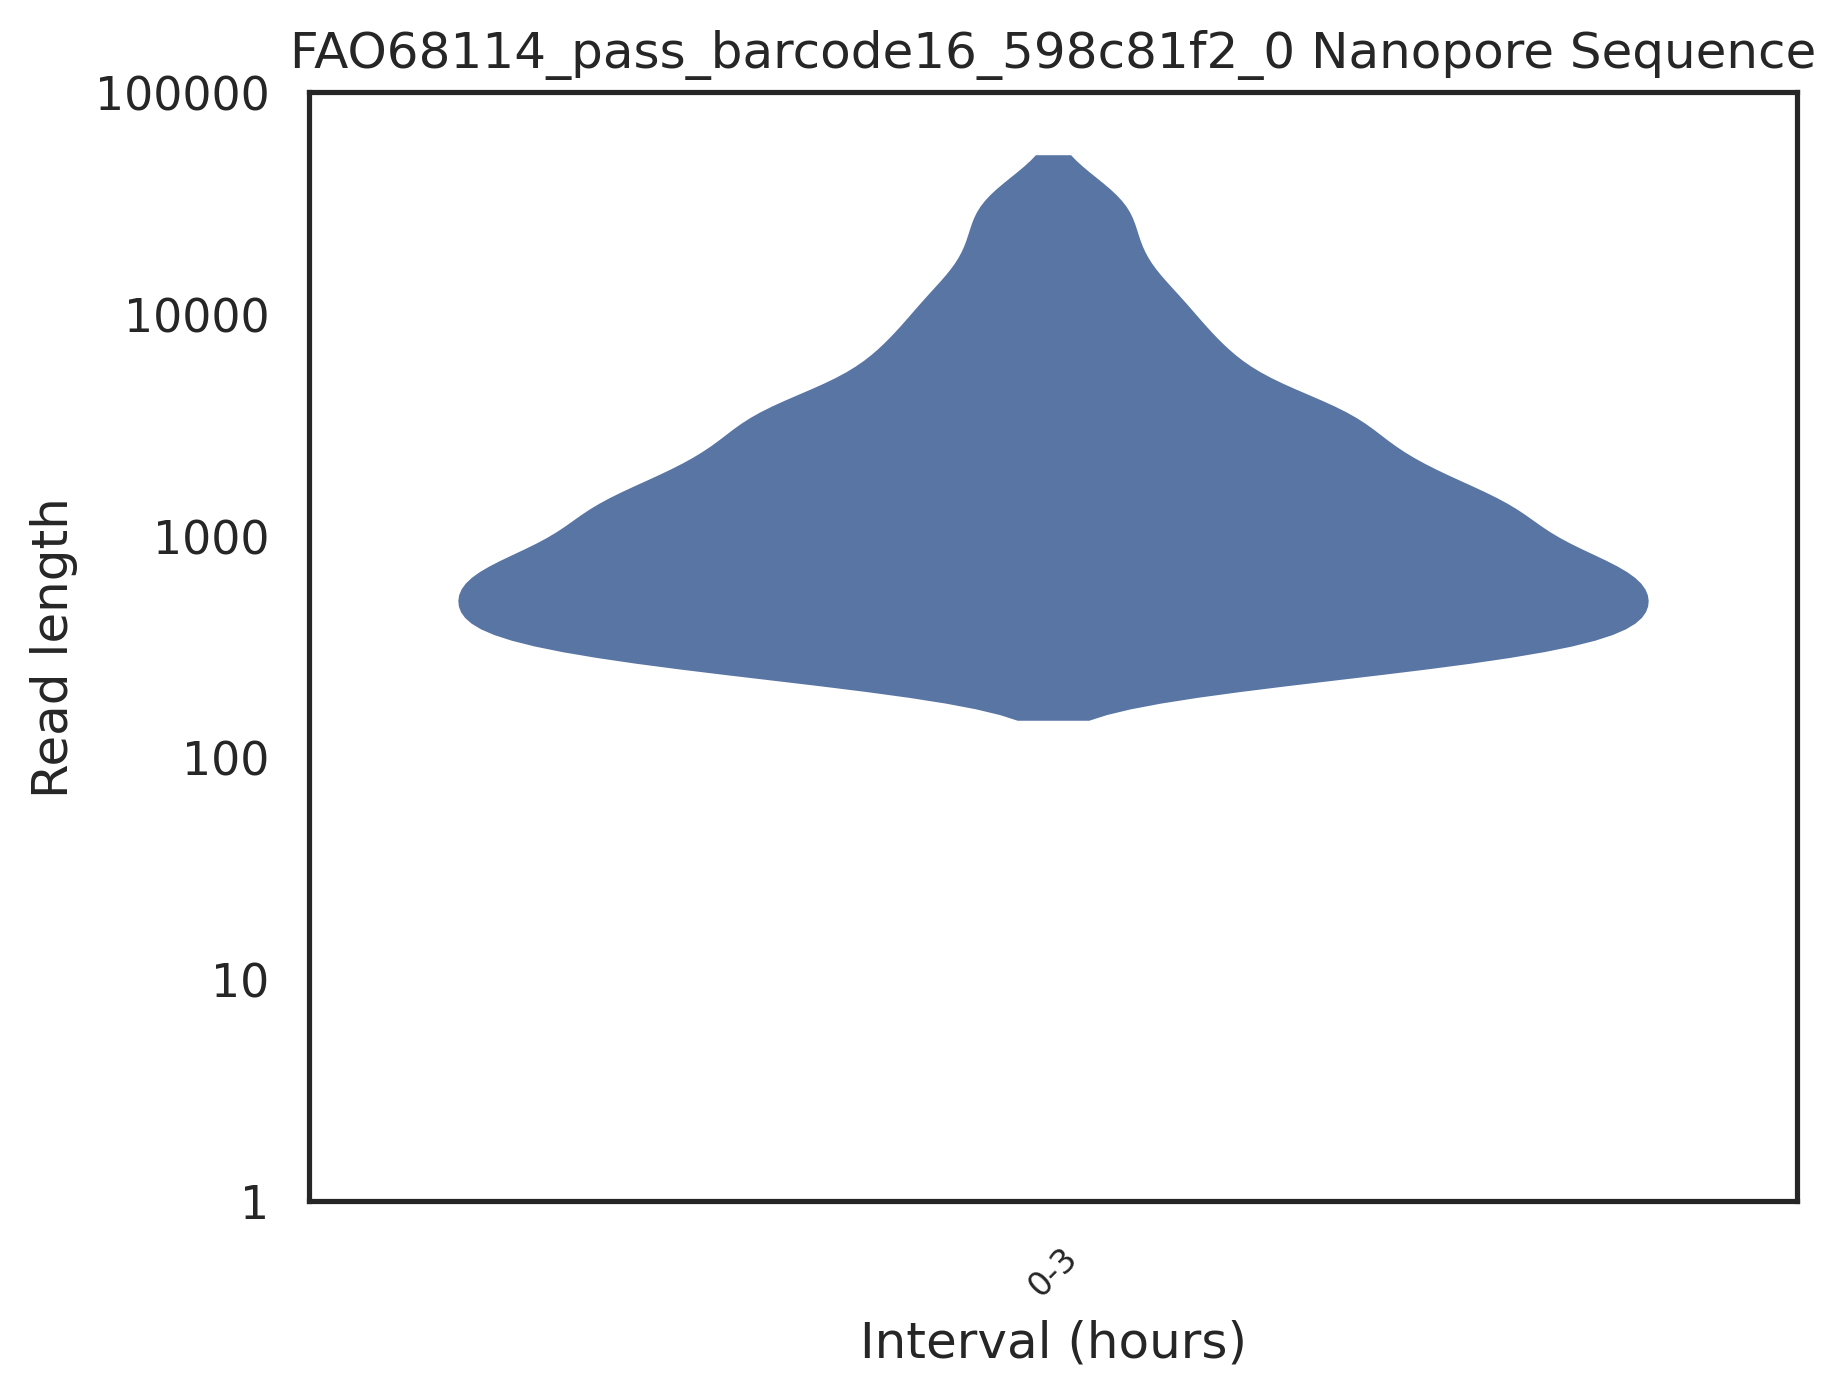 FAO68114_pass_barcode16_598c81f2_0 Nanopore Sequence
100000
10000
1000
100
10
1
Read length
0-3
Interval (hours)